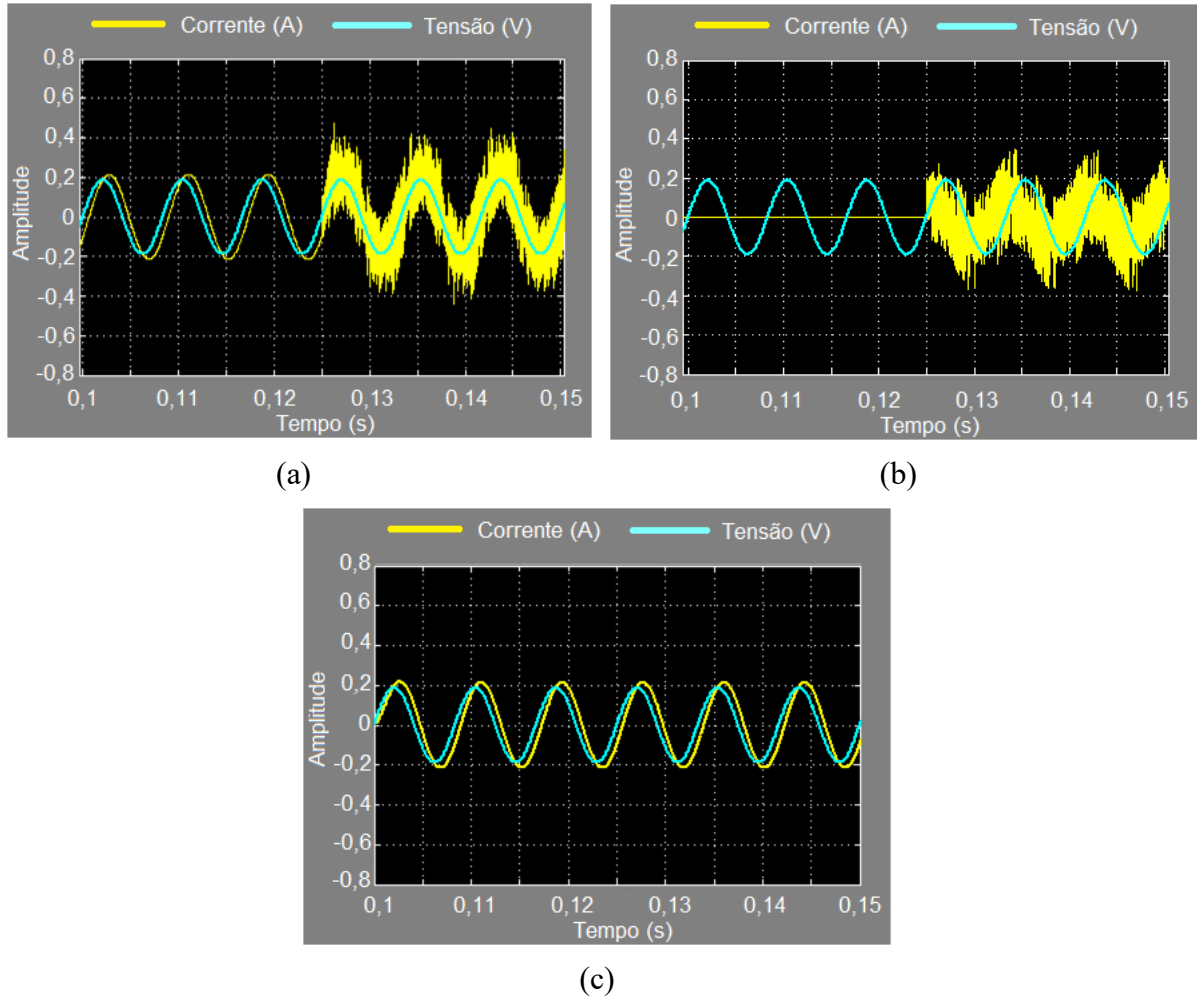 Corrente (A) Tensão (V)
0,8
0,6
0,4
0,2
0
-0,2
-0,4
-0,6
-0,8
Amplitude
0,1 0,11 0,12 0,13 0,14 0,15
Tempo (s)
(a)
Corrente (A) Tensão (V)
0,8
0,6
0,4
0,2
0
-0,2
-0,4
-0,6
-0,8
Amplitude
0,1 0,11 0,12 0,13 0,14 0,15
Tempo (s)
(b)
Corrente (A) Tensão (V)
0,8
0,6
0,4
0,2
0
-0,2
-0,4
-0,6
-0,8
Amplitude
0,1 0,11 0,12 0,13 0,14 0,15
Tempo (s)
(c)